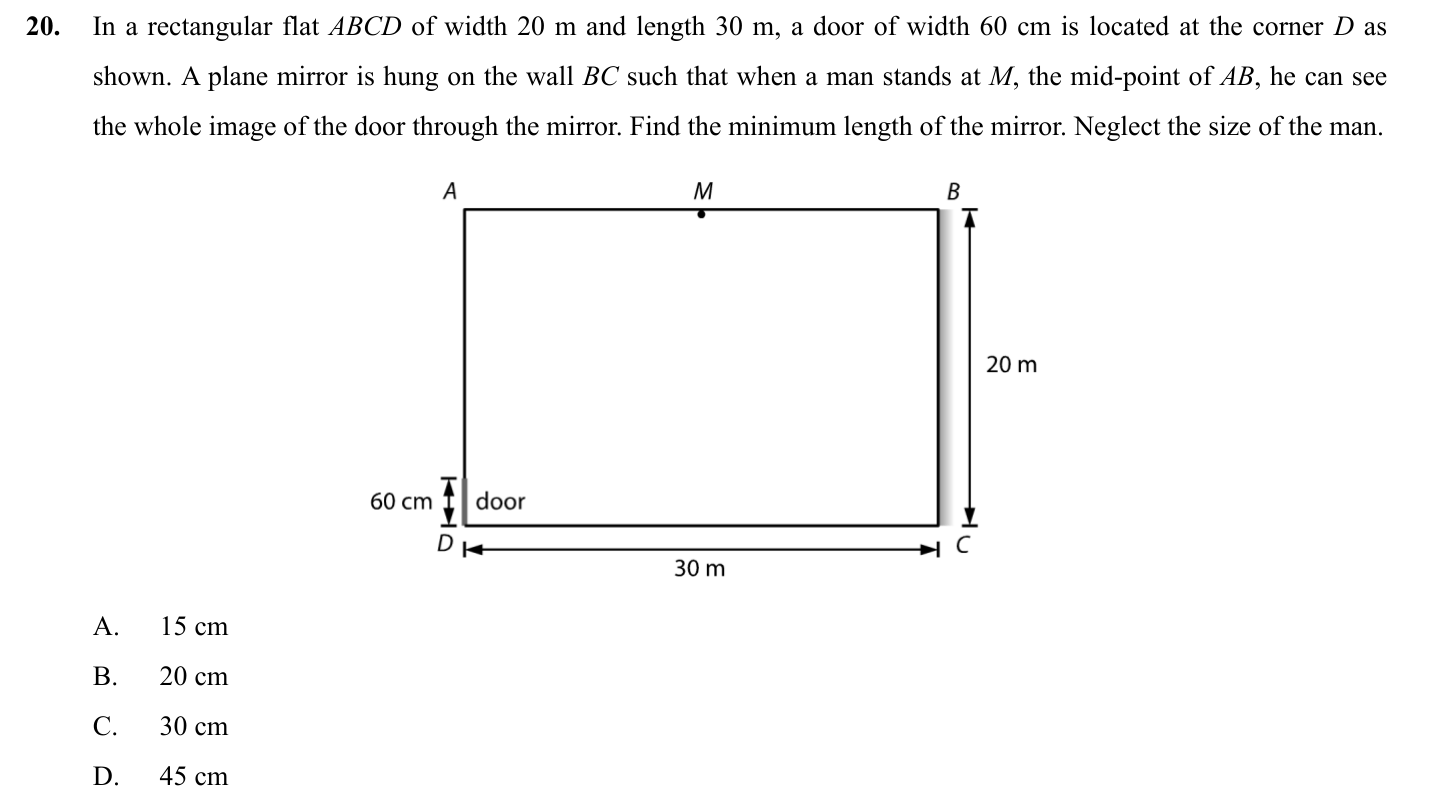 20. In a rectangular flat ABCD of width 20 m and length 30 m, a door of width 60 cm is located at the corner D as
shown. A plane mirror is hung on the wall BC such that when a man stands at M, the mid-point of AB, he can see
the whole image of the door through the mirror. Find the minimum length of the mirror. Neglect the size of the man.
A M B
20 m
60 cm door
D C
30 m
A. 15 cm
B. 20 cm
C. 30 cm
D. 45 cm